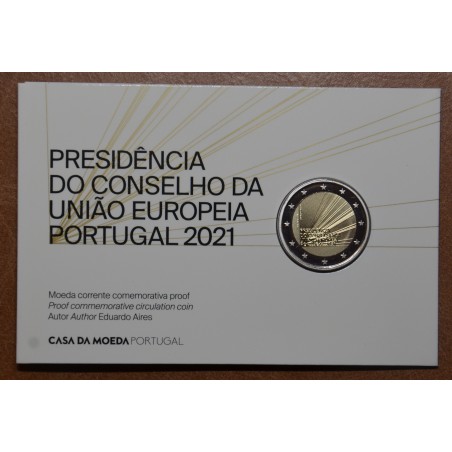 PRESIDÊNCIA
DO CONSELHO DA
UNIÃO EUROPEIA
PORTUGAL 2021
Moeda corrente comemorativa proof
Proof commemorative circulation coin
Autor Author Eduardo Aires
CASA DA MOEDA PORTUGAL